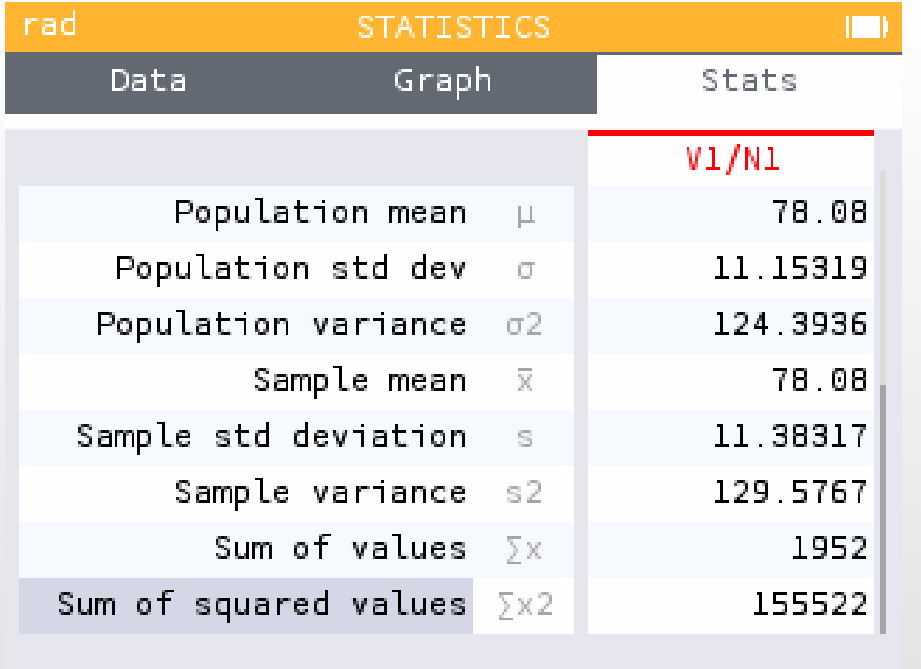 rad STATISTICS
Data Graph Stats
V1/N1
Population mean μ 78.08
Population std dev σ 11.15319
Population variance σ2 124.3936
Sample mean x̅ 78.08
Sample std deviation s 11.38317
Sample variance s2 129.5767
Sum of values ∑x 1952
Sum of squared values ∑x2 155522